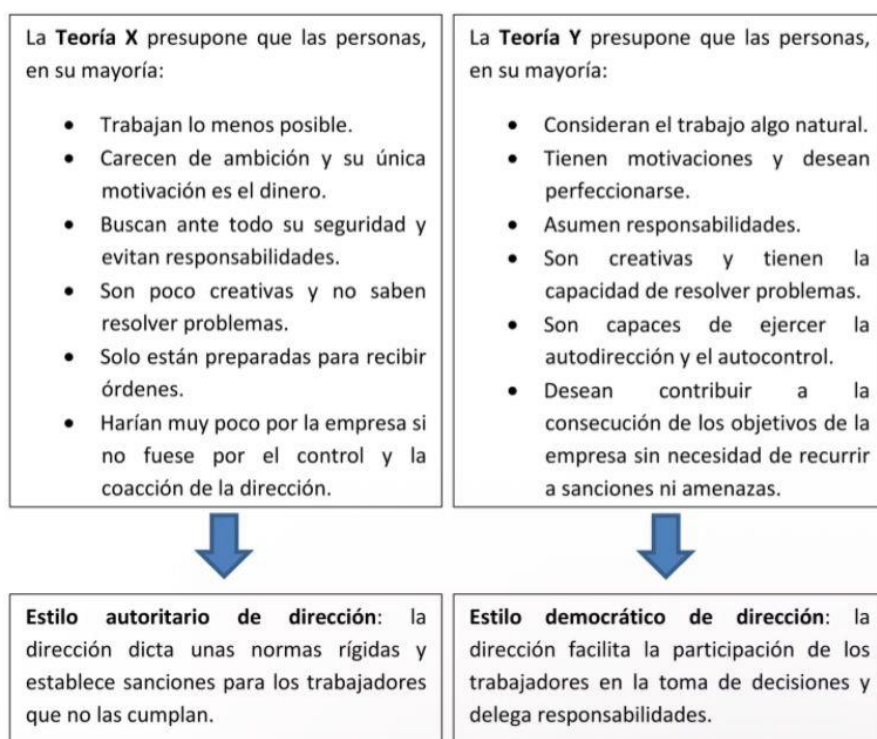 La Teoría X presupone que las personas,
en su mayoría:
• Trabajan lo menos posible.
• Carecen de ambición y su única
motivación es el dinero.
• Buscan ante todo su seguridad y
evitan responsabilidades.
• Son poco creativas y no saben
resolver problemas.
• Solo están preparadas para recibir
órdenes.
• Harían muy poco por la empresa si
no fuese por el control y la
coacción de la dirección.
La Teoría Y presupone que las personas,
en su mayoría:
• Consideran el trabajo algo natural.
• Tienen motivaciones y desean
perfeccionarse.
• Asumen responsabilidades.
• Son creativas y tienen la
capacidad de resolver problemas.
• Son capaces de ejercer la
autodirección y el autocontrol.
• Desean contribuir a la
consecución de los objetivos de la
empresa sin necesidad de recurrir
a sanciones ni amenazas.
Estilo autoritario de dirección: la
dirección dicta unas normas rígidas y
establece sanciones para los trabajadores
que no las cumplan.
Estilo democrático de dirección: la
dirección facilita la participación de los
trabajadores en la toma de decisiones y
delega responsabilidades.